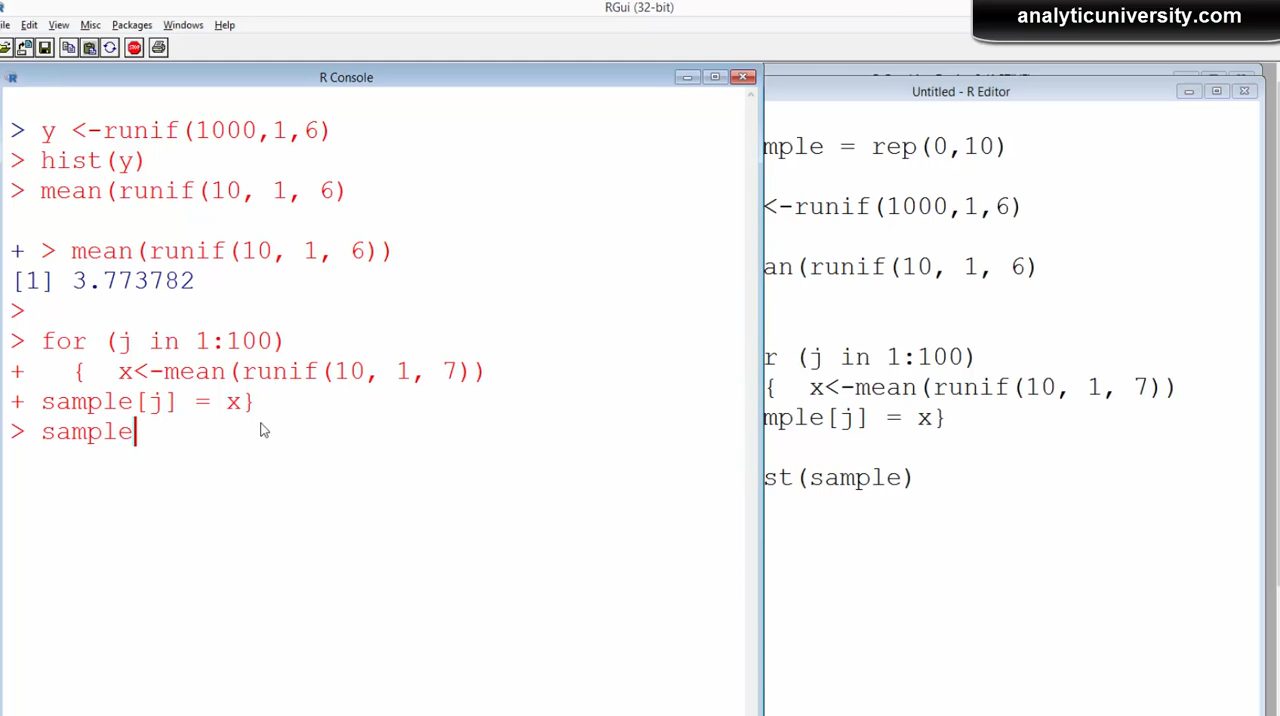 RGui (32-bit)
analyticuniversity.com
Edit View Misc Packages Windows Help
R Console
> y <-runif(1000,1,6)
> hist(y)
> mean(runif(10, 1, 6)
+ > mean(runif(10, 1, 6))
[1] 3.773782
>
> for (j in 1:100)
+ { x<-mean(runif(10, 1, 7))
+ sample[j] = x}
> sample
Untitled - R Editor
mple = rep(0,10)
<-runif(1000,1,6)
an(runif(10, 1, 6)
r (j in 1:100)
{ x<-mean(runif(10, 1, 7))
mple[j] = x}
st(sample)